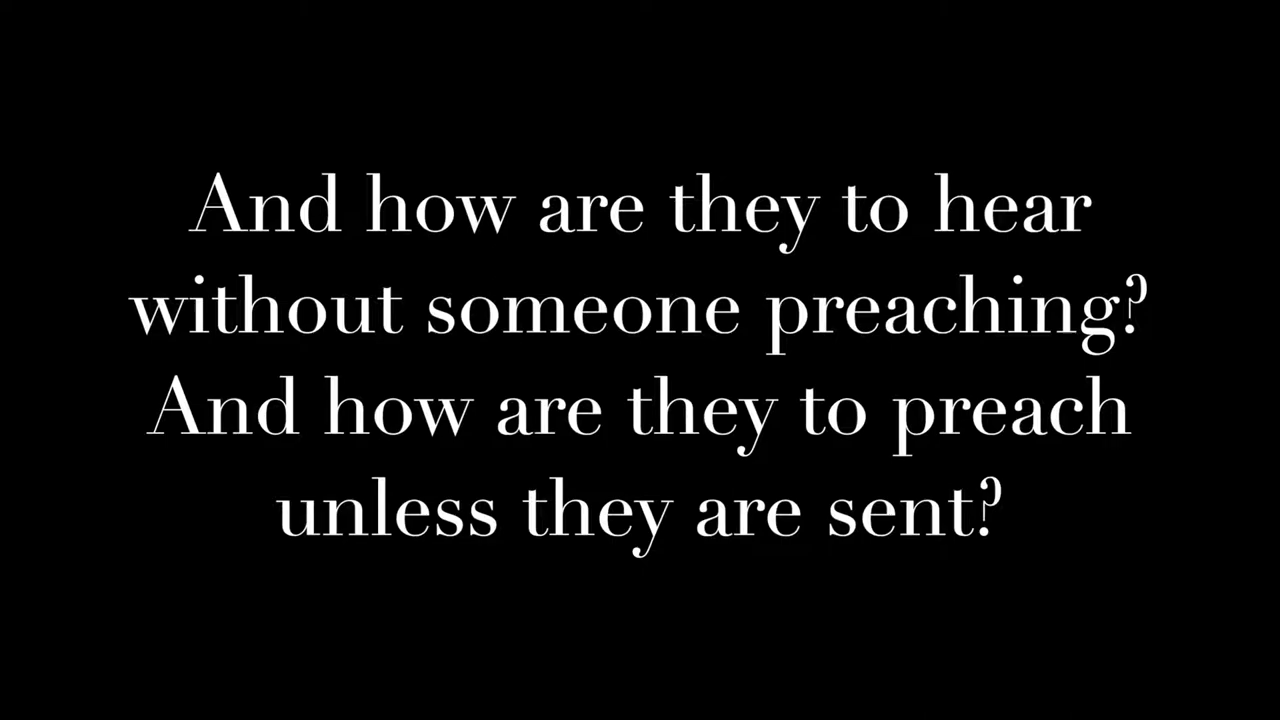 And how are they to hear
without someone preaching?
And how are they to preach
unless they are sent?